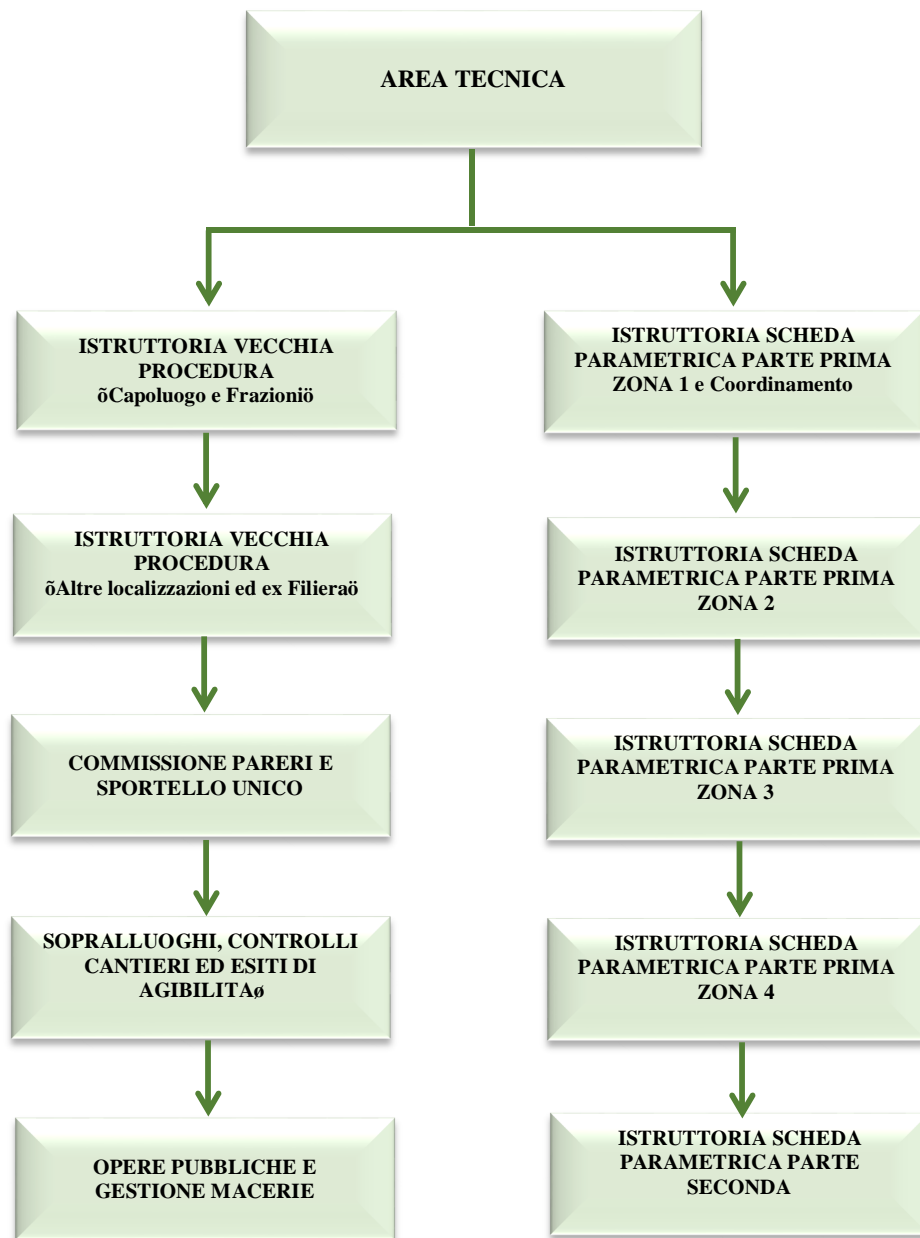 AREA TECNICA
ISTRUTTORIA VECCHIA
PROCEDURA
õCapoluogo e Frazioniö
ISTRUTTORIA VECCHIA
PROCEDURA
õAltre localizzazioni ed ex Filieraö
COMMISSIONE PARERI E
SPORTELLO UNICO
SOPRALLUOGHI, CONTROLLI
CANTIERI ED ESITI DI
AGIBILITAø
OPERE PUBBLICHE E
GESTIONE MACERIE
ISTRUTTORIA SCHEDA
PARAMETRICA PARTE PRIMA
ZONA 1 e Coordinamento
ISTRUTTORIA SCHEDA
PARAMETRICA PARTE PRIMA
ZONA 2
ISTRUTTORIA SCHEDA
PARAMETRICA PARTE PRIMA
ZONA 3
ISTRUTTORIA SCHEDA
PARAMETRICA PARTE PRIMA
ZONA 4
ISTRUTTORIA SCHEDA
PARAMETRICA PARTE
SECONDA